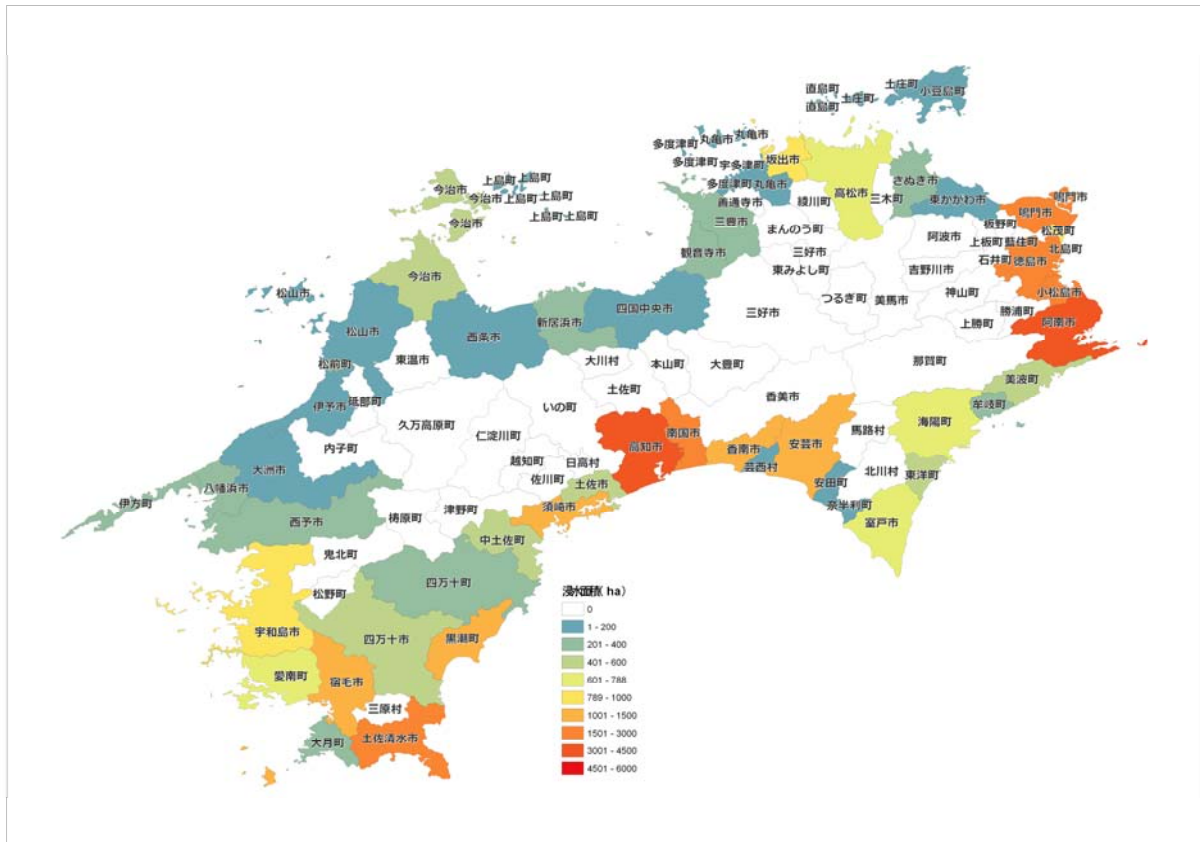 土庄町
直島町
小豆島町
土庄町
直島町
多度津町
丸亀市
丸亀市
多度津町
宇多津町
坂出市
多度津町
丸亀市
善通寺市
綾川町
高松市
三木町
さぬき市
東かがわ市
三豊市
まんのう町
観音寺市
鳴門市
鳴門市
板野町
松茂町
阿波市
上板町
藍住町
北島町
石井町
徳島市
三好市
東みよし町
吉野川市
つるぎ町
美馬市
神山町
小松島市
三好市
勝浦町
上勝町
阿南市
那賀町
美波町
牟岐町
海陽町
今治市
上島町
上島町
今治市
上島町
上島町
今治市
上島町
上島町
今治市
松山市
松山市
西条市
新居浜市
四国中央市
松前町
東温市
大川村
本山町
大豊町
土佐町
伊予市
砥部町
久万高原町
いの町
香美市
内子町
仁淀川町
高知市
南国市
香南市
安芸市
馬路村
大洲市
越知町
日高村
芸西村
北川村
東洋町
佐川町
土佐市
安田町
奈半利町
室戸市
伊方町
八幡浜市
西予市
梼原町
津野町
須崎市
中土佐町
鬼北町
四万十町
松野町
宇和島市
四万十市
黒潮町
愛南町
宿毛市
三原村
大月町
土佐清水市
浸水面積( ha)
0
1 - 200
201 - 400
401 - 600
601 - 788
789 - 1000
1001 - 1500
1501 - 3000
3001 - 4500
4501 - 6000